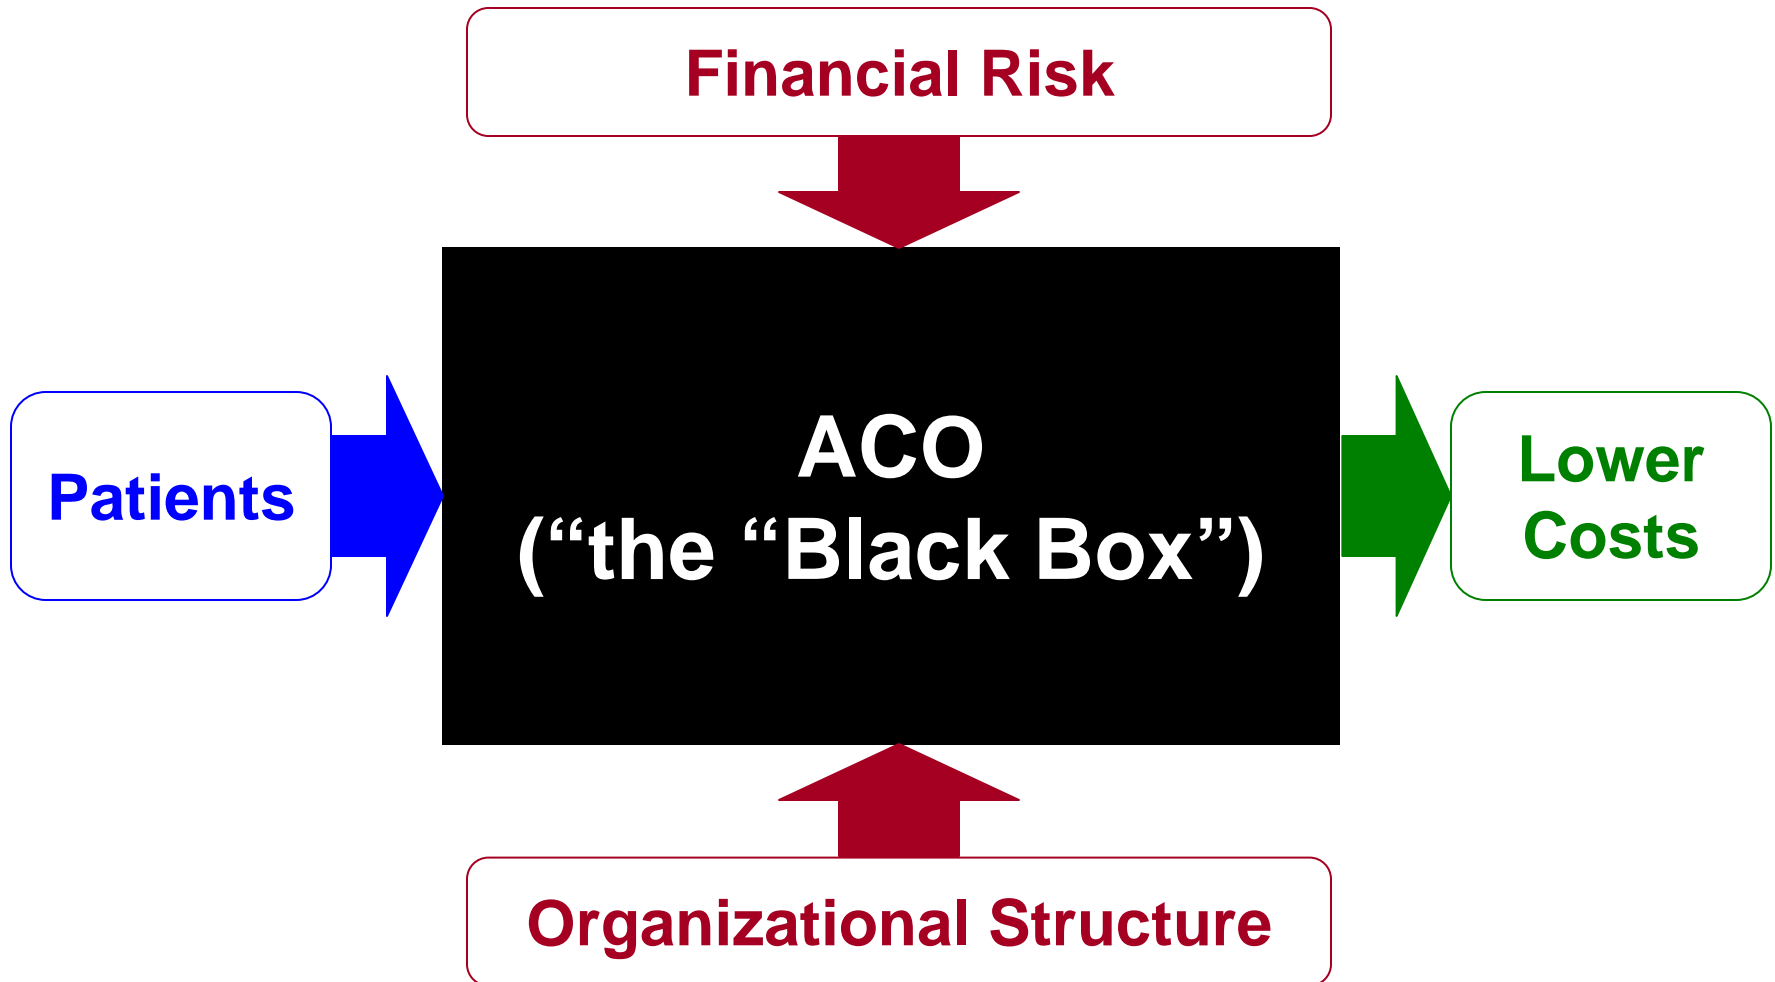 Financial Risk
Patients
ACO
(“the “Black Box”)
Lower
Costs
Organizational Structure